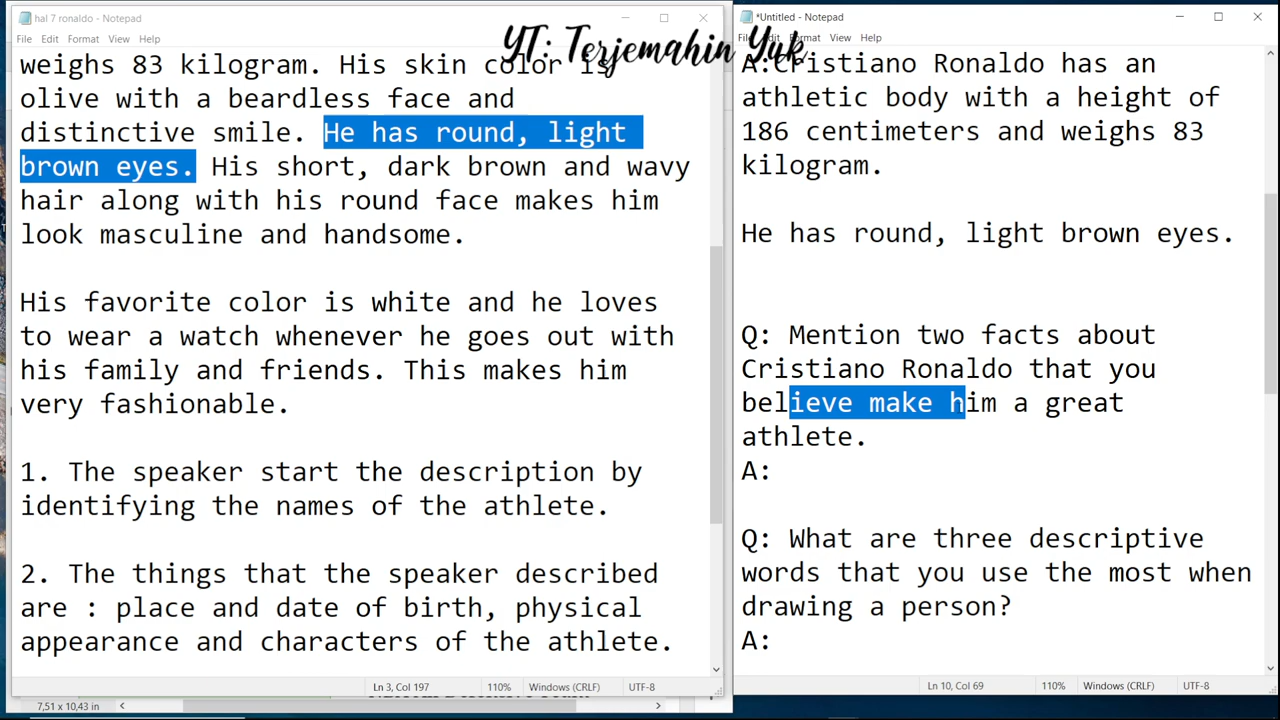 hal 7 ronaldo - Notepad
File Edit Format View Help
weighs 83 kilogram. His skin color is
olive with a beardless face and
distinctive smile. He has round, light
brown eyes. His short, dark brown and wavy
hair along with his round face makes him
look masculine and handsome.
His favorite color is white and he loves
to wear a watch whenever he goes out with
his family and friends. This makes him
very fashionable.
1. The speaker start the description by
identifying the names of the athlete.
2. The things that the speaker described
are : place and date of birth, physical
appearance and characters of the athlete.
Ln 3, Col 197 110% Windows (CRLF) UTF-8
7,51 x 10,43 in
YT: Terjemahin Yuk
*Untitled - Notepad
File Edit Format View Help
A:Cristiano Ronaldo has an
athletic body with a height of
186 centimeters and weighs 83
kilogram.
He has round, light brown eyes.
Q: Mention two facts about
Cristiano Ronaldo that you
believe make him a great
athlete.
A:
Q: What are three descriptive
words that you use the most when
drawing a person?
A:
Ln 10, Col 69 110% Windows (CRLF) UTF-8